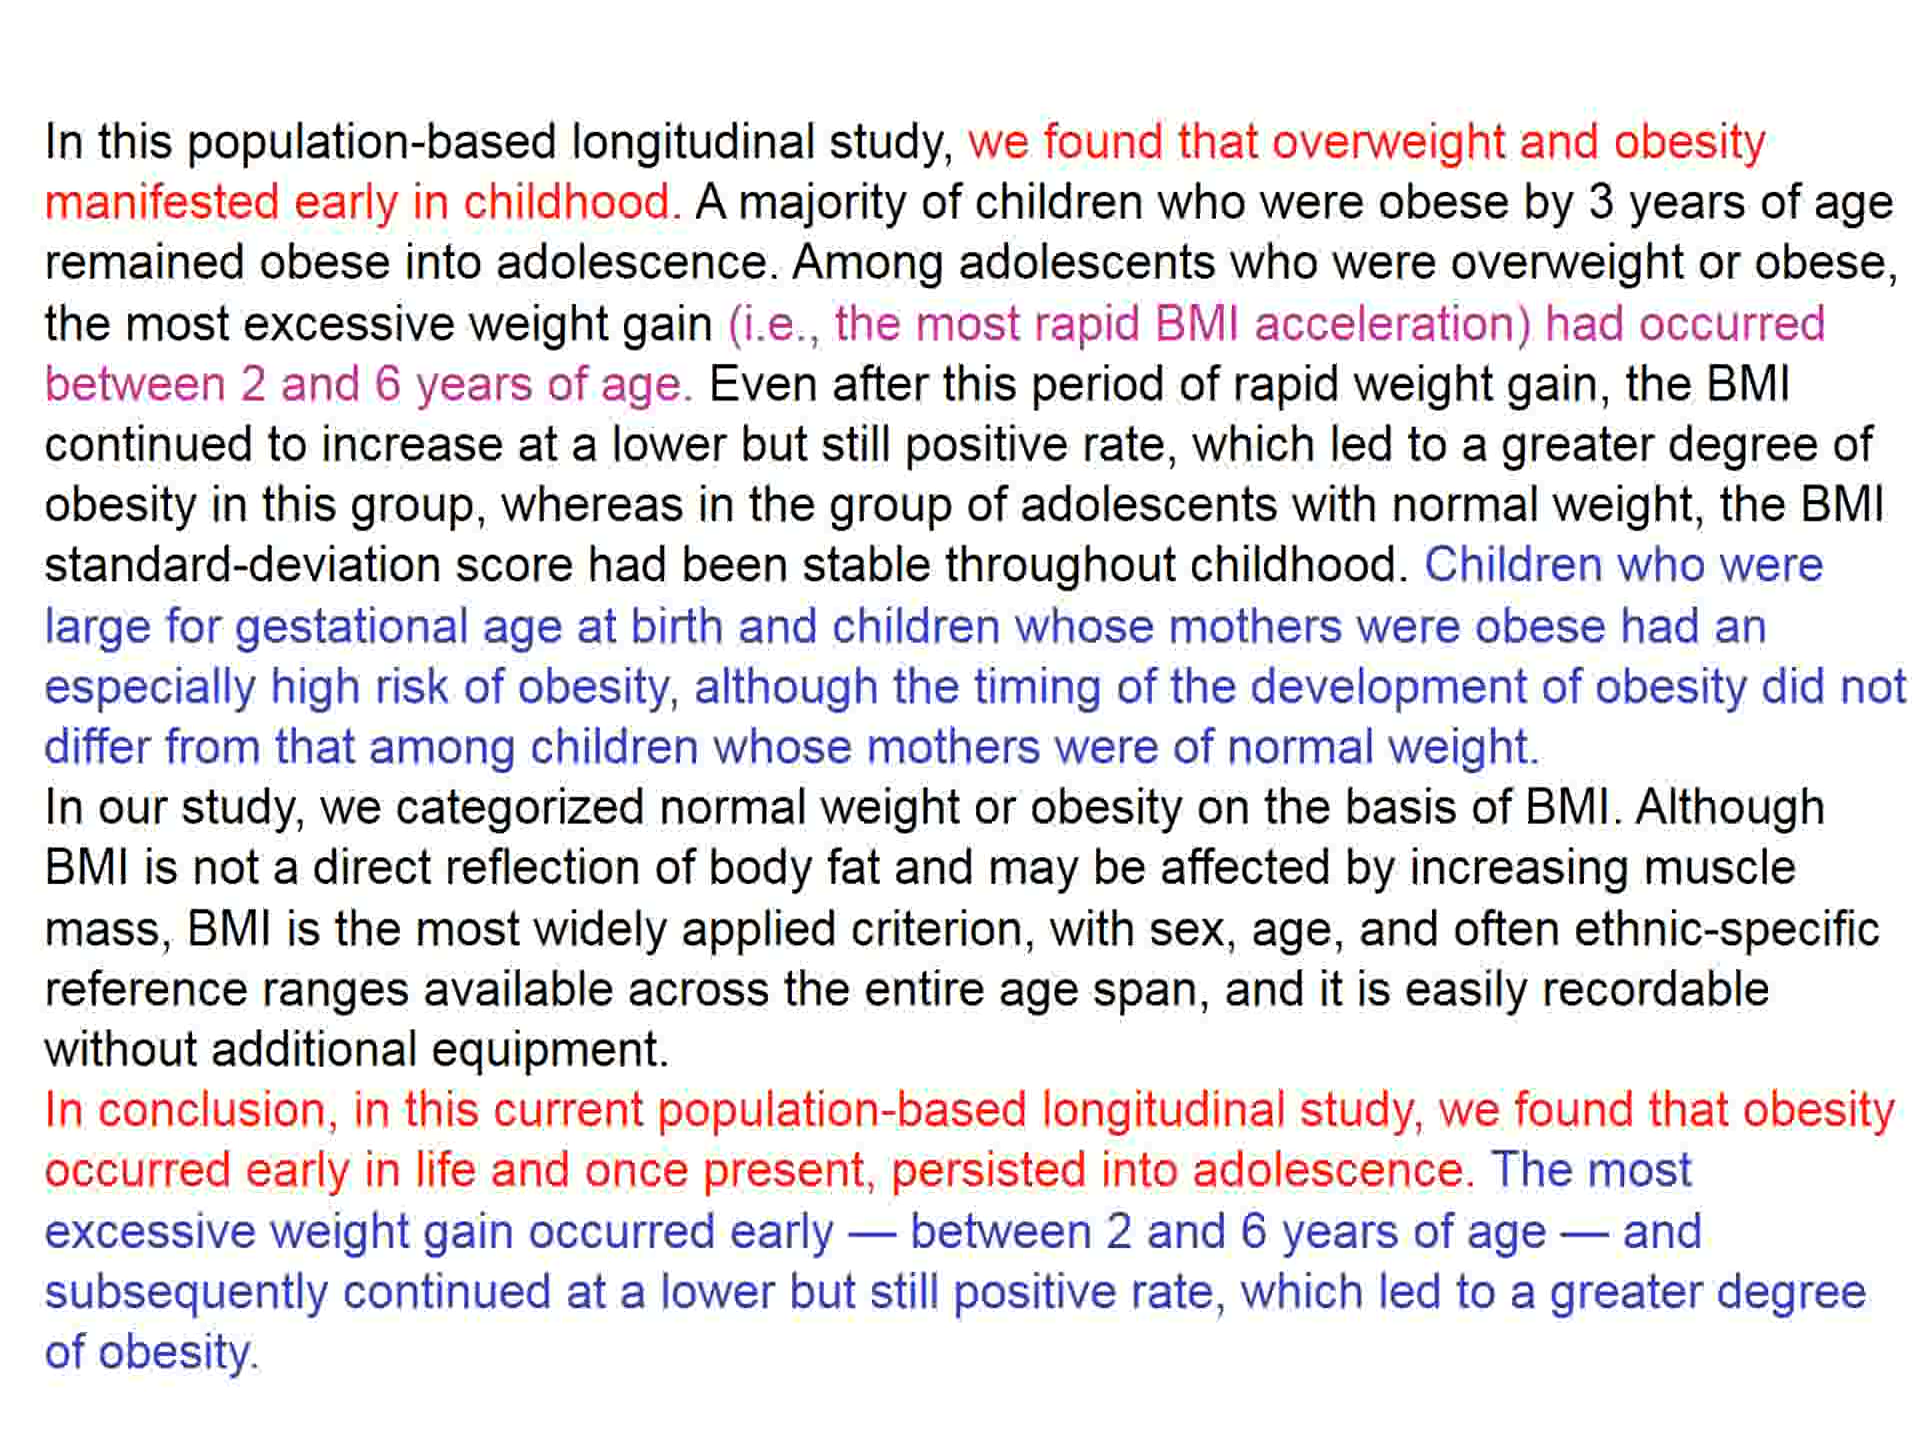 In this population-based longitudinal study, we found that overweight and obesity
manifested early in childhood. A majority of children who were obese by 3 years of age
remained obese into adolescence. Among adolescents who were overweight or obese,
the most excessive weight gain (i.e., the most rapid BMI acceleration) had occurred
between 2 and 6 years of age. Even after this period of rapid weight gain, the BMI
continued to increase at a lower but still positive rate, which led to a greater degree of
obesity in this group, whereas in the group of adolescents with normal weight, the BMI
standard-deviation score had been stable throughout childhood. Children who were
large for gestational age at birth and children whose mothers were obese had an
especially high risk of obesity, although the timing of the development of obesity did not
differ from that among children whose mothers were of normal weight.
In our study, we categorized normal weight or obesity on the basis of BMI. Although
BMI is not a direct reflection of body fat and may be affected by increasing muscle
mass, BMI is the most widely applied criterion, with sex, age, and often ethnic-specific
reference ranges available across the entire age span, and it is easily recordable
without additional equipment.
In conclusion, in this current population-based longitudinal study, we found that obesity
occurred early in life and once present, persisted into adolescence. The most
excessive weight gain occurred early — between 2 and 6 years of age — and
subsequently continued at a lower but still positive rate, which led to a greater degree
of obesity.